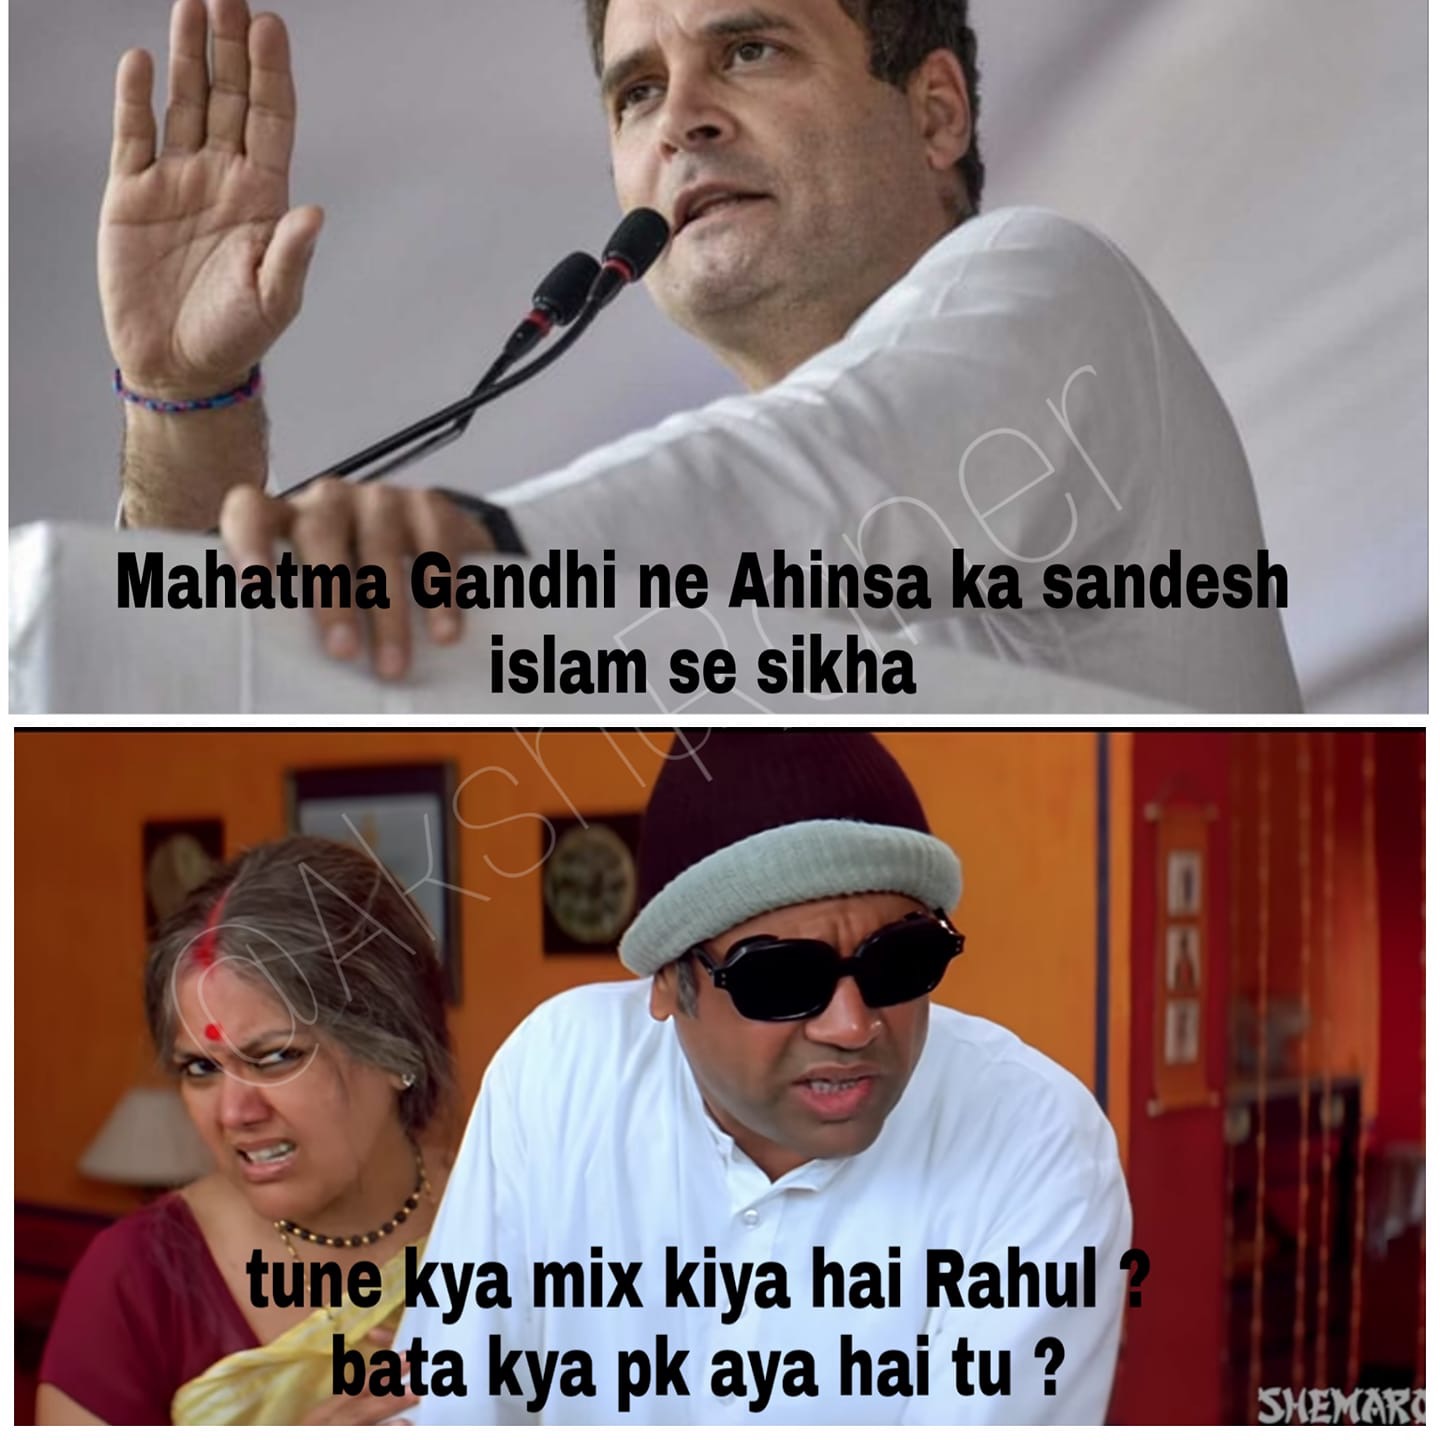 Mahatma Gandhi ne Ahinsa ka sandesh
islam se sikha
@AkshRuner
tune kya mix kiya hai Rahul ?
bata kya pk aya hai tu ?
SHEMARO